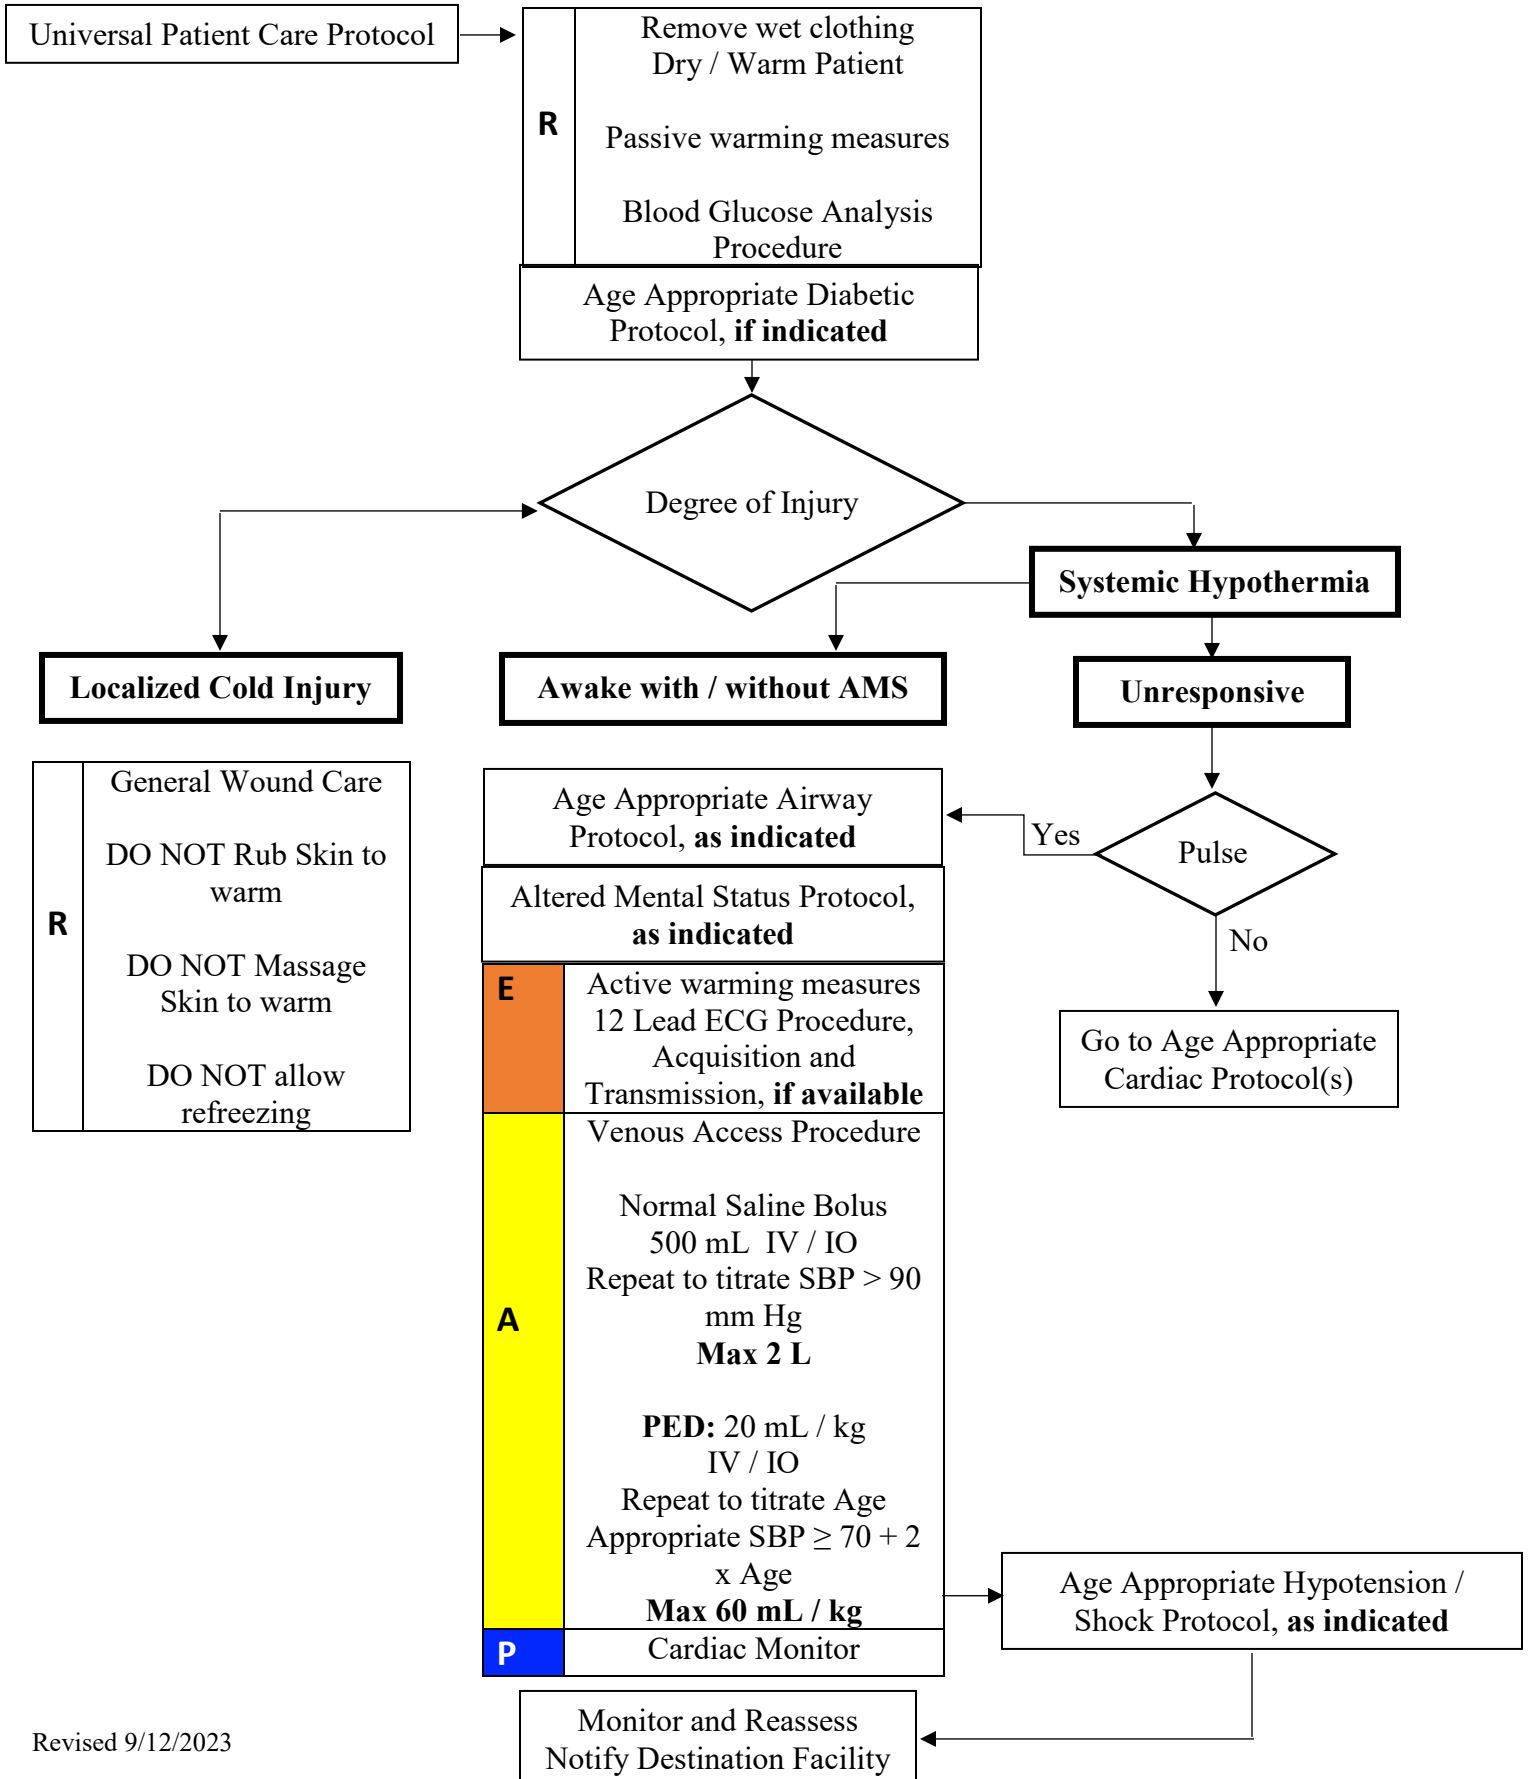 Universal Patient Care Protocol
R
Remove wet clothing
Dry / Warm Patient
Passive warming measures
Blood Glucose Analysis
Procedure
Age Appropriate Diabetic
Protocol, if indicated
Degree of Injury
Systemic Hypothermia
Localized Cold Injury
Awake with / without AMS
Unresponsive
R
General Wound Care
DO NOT Rub Skin to
warm
DO NOT Massage
Skin to warm
DO NOT allow
refreezing
Pulse
Yes
No
Go to Age Appropriate
Cardiac Protocol(s)
Age Appropriate Airway
Protocol, as indicated
Altered Mental Status Protocol,
as indicated
E
Active warming measures
12 Lead ECG Procedure,
Acquisition and
Transmission, if available
A
Venous Access Procedure
Normal Saline Bolus
500 mL  IV / IO
Repeat to titrate SBP > 90
mm Hg
Max 2 L
PED: 20 mL / kg
IV / IO
Repeat to titrate Age
Appropriate SBP ≥ 70 + 2
x Age
Max 60 mL / kg
P
Cardiac Monitor
Age Appropriate Hypotension /
Shock Protocol, as indicated
Monitor and Reassess
Notify Destination Facility
Revised 9/12/2023